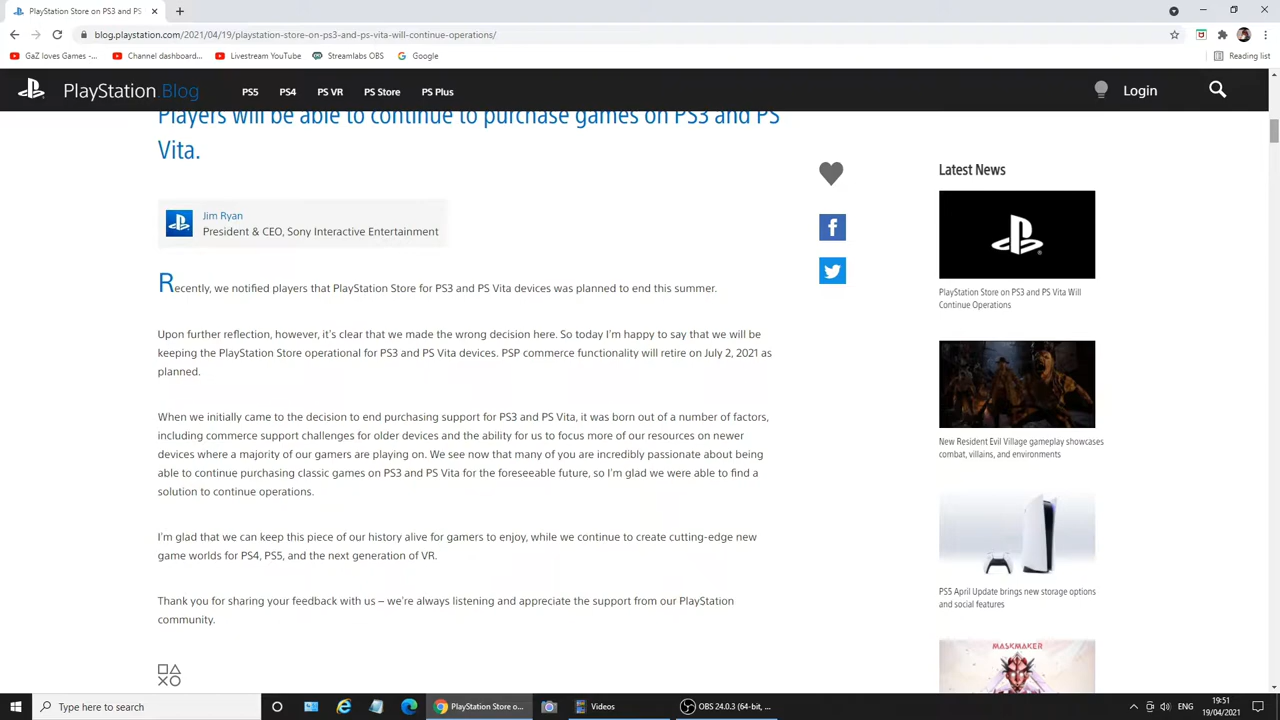 PlayStation Store on PS3 and PS
blog.playstation.com/2021/04/19/playstation-store-on-ps3-and-ps-vita-will-continue-operations/
GaZ loves Games -...
Channel dashboard...
Livestream YouTube
Streamlabs OBS
Google
Reading list
PlayStation.Blog
PS5
PS4
PS VR
PS Store
PS Plus
Login
Players will be able to continue to purchase games on PS3 and PS
Vita.
Jim Ryan
President & CEO, Sony Interactive Entertainment
Recently, we notified players that PlayStation Store for PS3 and PS Vita devices was planned to end this summer.
Upon further reflection, however, it's clear that we made the wrong decision here. So today I'm happy to say that we will be
keeping the PlayStation Store operational for PS3 and PS Vita devices. PSP commerce functionality will retire on July 2, 2021 as
planned.
When we initially came to the decision to end purchasing support for PS3 and PS Vita, it was born out of a number of factors,
including commerce support challenges for older devices and the ability for us to focus more of our resources on newer
devices where a majority of our gamers are playing on. We see now that many of you are incredibly passionate about being
able to continue purchasing classic games on PS3 and PS Vita for the foreseeable future, so I'm glad we were able to find a
solution to continue operations.
I'm glad that we can keep this piece of our history alive for gamers to enjoy, while we continue to create cutting-edge new
game worlds for PS4, PS5, and the next generation of VR.
Thank you for sharing your feedback with us – we're always listening and appreciate the support from our PlayStation
community.
Latest News
PlayStation Store on PS3 and PS Vita Will
Continue Operations
New Resident Evil Village gameplay showcases
combat, villains, and environments
PS5 April Update brings new storage options
and social features
MASKMAKER
Type here to search
PlayStation Store o...
Videos
OBS 24.0.3 (64-bit, ...
ENG
19:51
19/04/2021